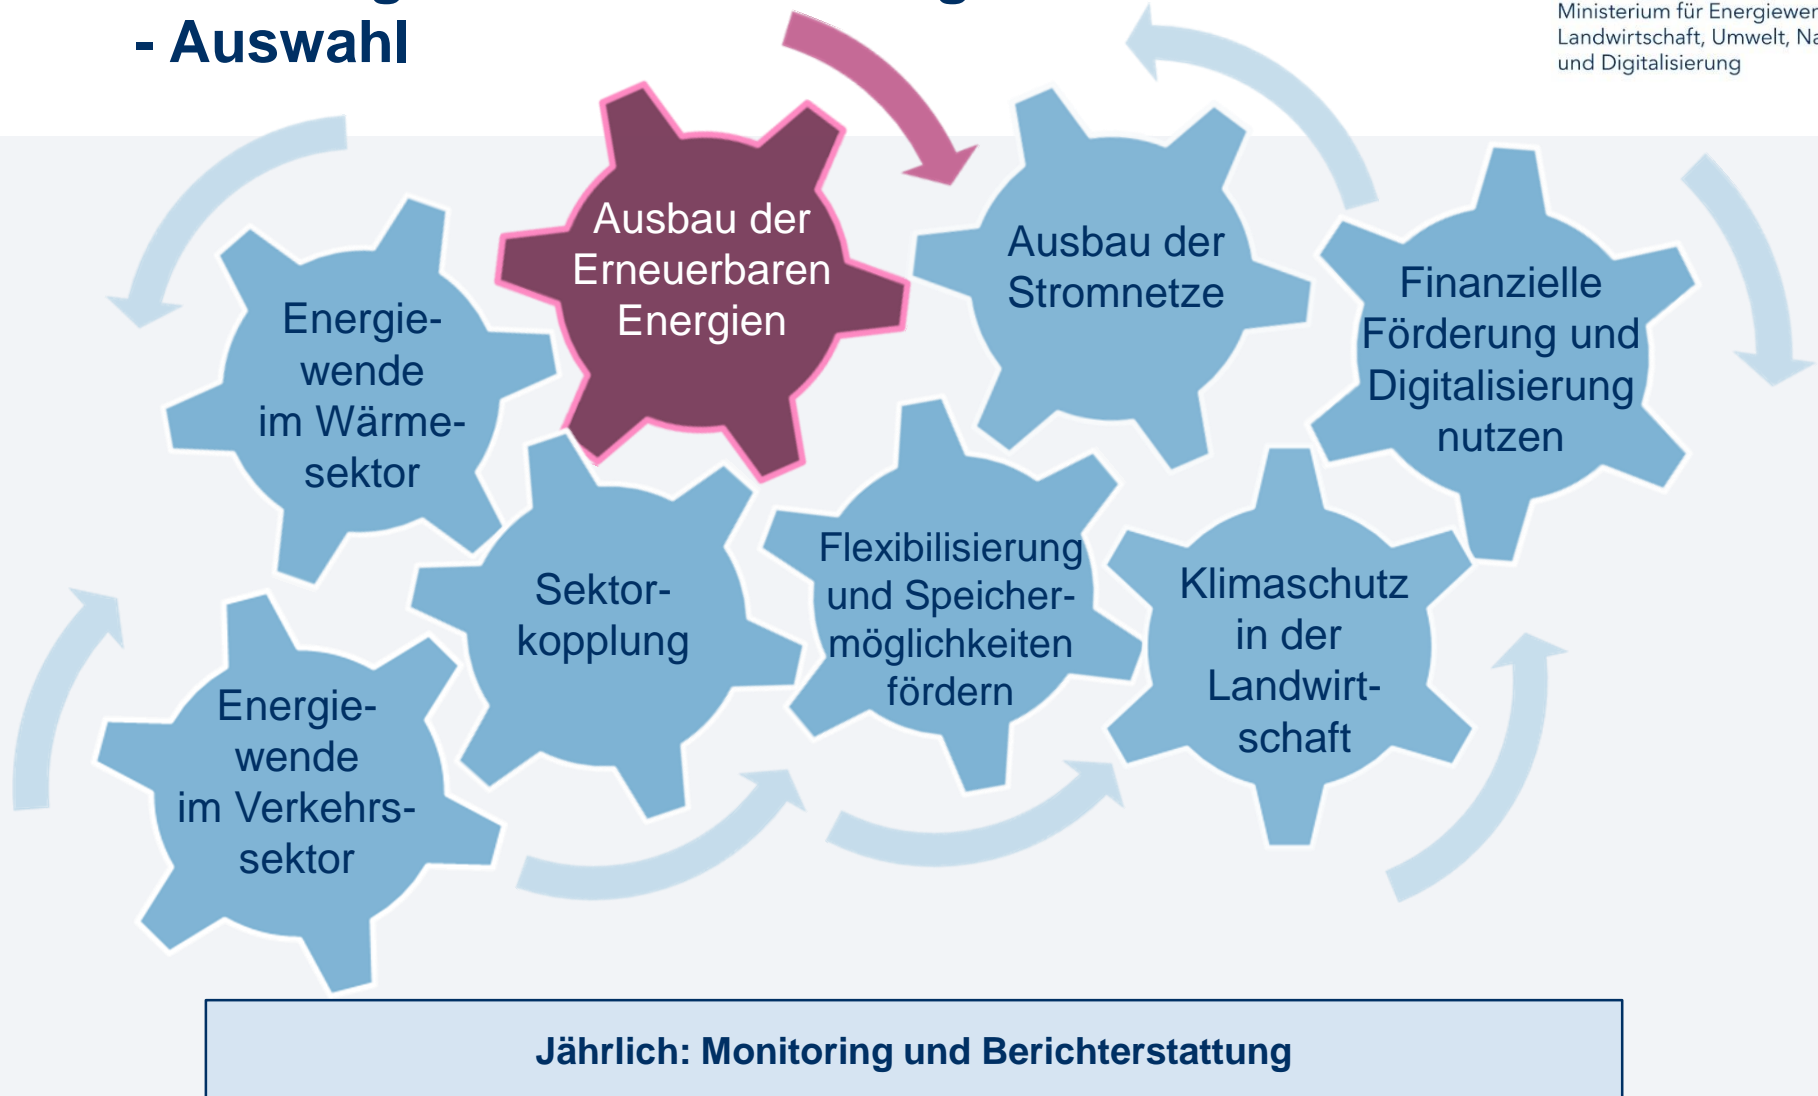 - Auswahl
Ministerium für Energiewen
Landwirtschaft, Umwelt, Na
und Digitalisierung
Energie-
wende
im Wärme-
sektor
Ausbau der
Erneuerbaren
Energien
Ausbau der
Stromnetze
Finanzielle
Förderung und
Digitalisierung
nutzen
Energie-
wende
im Verkehrs-
sektor
Sektor-
kopplung
Flexibilisierung
und Speicher-
möglichkeiten
fördern
Klimaschutz
in der
Landwirt-
schaft
Jährlich: Monitoring und Berichterstattung